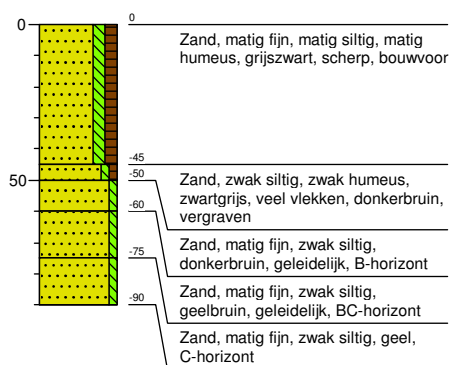 0
0
Zand, matig fijn, matig siltig, matig
humeus, grijszwart, scherp, bouwvoor
-45
50
-50
Zand, zwak siltig, zwak humeus,
zwartgrijs, veel vlekken, donkerbruin,
vergraven
-60
Zand, matig fijn, zwak siltig,
donkerbruin, geleidelijk, B-horizont
-75
Zand, matig fijn, zwak siltig,
geelbruin, geleidelijk, BC-horizont
-90
Zand, matig fijn, zwak siltig, geel,
C-horizont